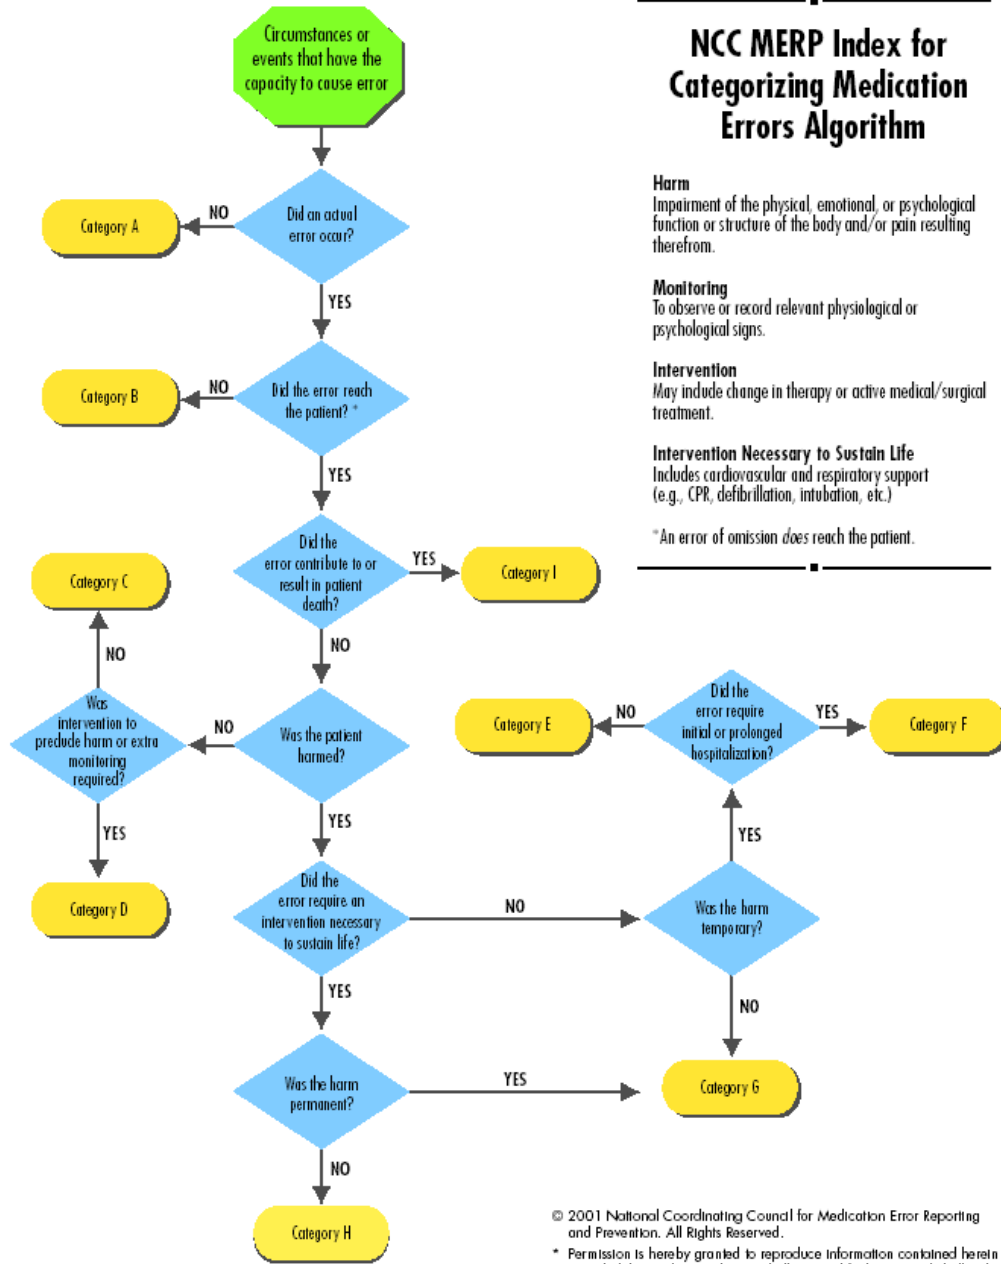 Circumstances or
events that have the
capacity to cause error
NCC MERP Index for
Categorizing Medication
Errors Algorithm
Harm
Impairment of the physical, emotional, or psychological
function or structure of the body and/or pain resulting
therefrom.
Monitoring
To observe or record relevant physiological or
psychological signs.
Intervention
May include change in therapy or active medical/surgical
treatment.
Intervention Necessary to Sustain Life
Includes cardiovascular and respiratory support
(e.g., CPR, defibrillation, intubation, etc.)
*An error of omission does reach the patient.
Did an actual
error occur?
NO
Category A
YES
Did the error reach
the patient? *
NO
Category B
YES
Did the
error contribute to or
result in patient
death?
YES
Category I
NO
Was the patient
harmed?
NO
Was
intervention to
preclude harm or extra
monitoring
required?
NO
Category C
YES
Category D
YES
Did the
error require an
intervention necessary
to sustain life?
NO
Was the harm
temporary?
YES
Did the
error require
initial or prolonged
hospitalization?
NO
Category E
YES
Category F
NO
Category G
YES
Was the harm
permanent?
YES
NO
Category H
© 2001 National Coordinating Council for Medication Error Reporting
and Prevention. All Rights Reserved.
* Permission is hereby granted to reproduce information contained herein